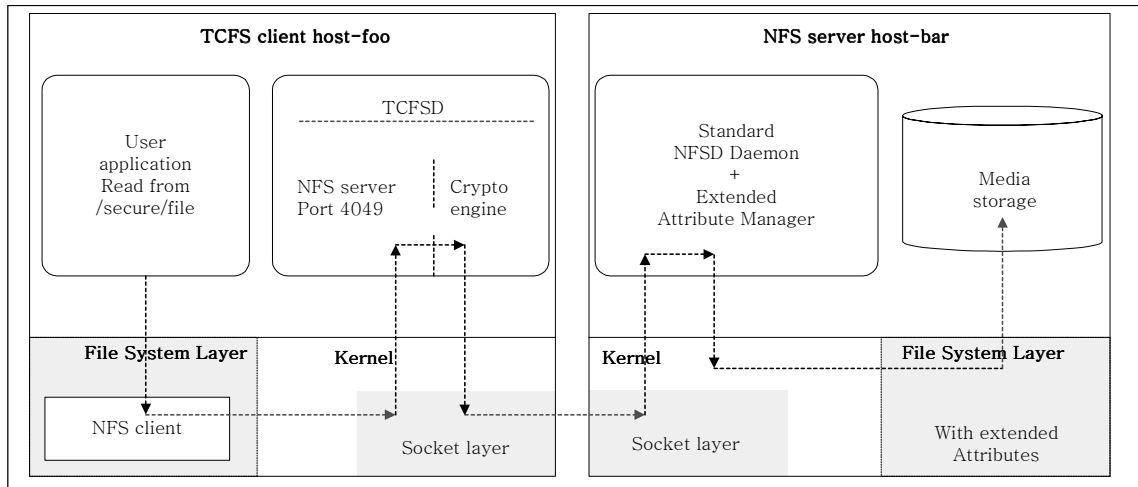 TCFS client host-foo
User
application
Read from
/secure/file
TCFSD
NFS server
Port 4049
Crypto
engine
File System Layer
Kernel
NFS client
Socket layer
NFS server host-bar
Standard
NFSD Daemon
+
Extended
Attribute Manager
Media
storage
Kernel
File System Layer
Socket layer
With extended
Attributes